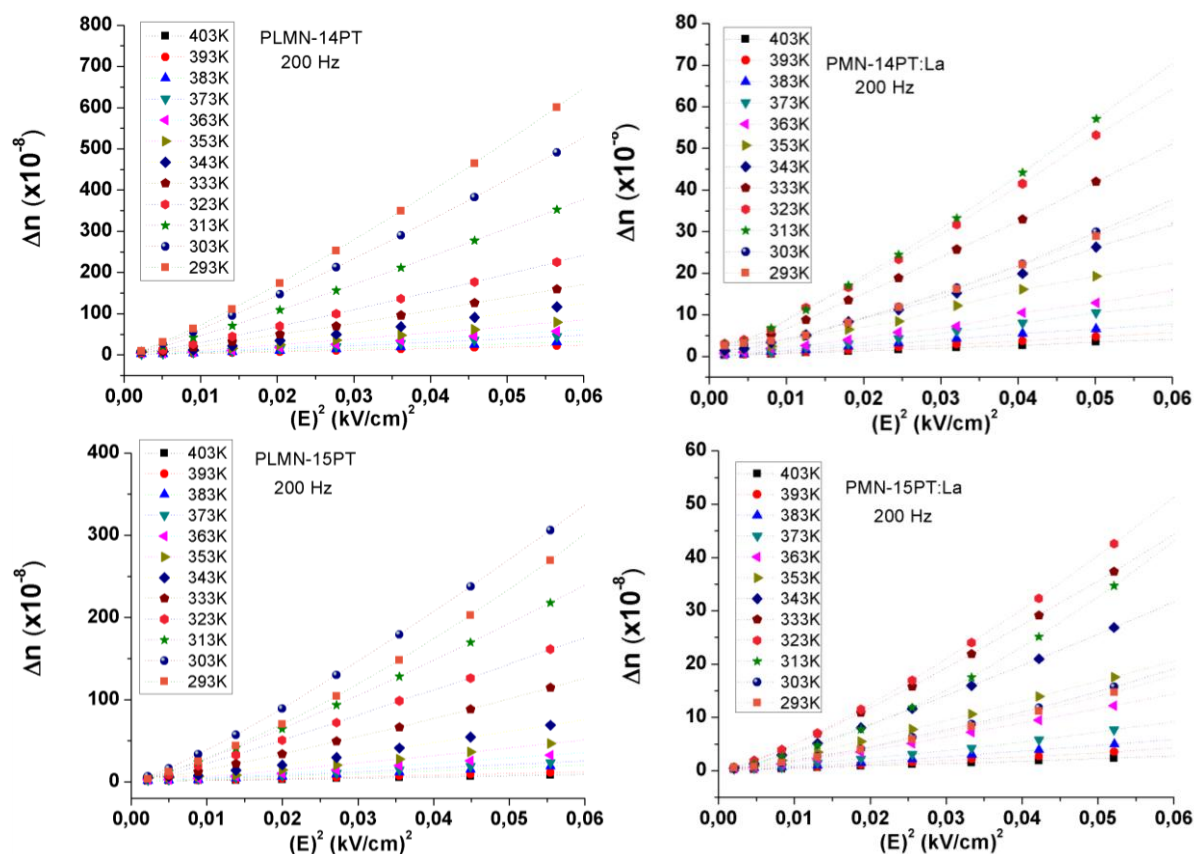 PLMN-14PT
200 Hz
403K
393K
383K
373K
363K
353K
343K
333K
323K
313K
303K
293K
800
700
600
500
400
300
200
100
0
Δn (x10⁻⁸)
0,00 0,01 0,02 0,03 0,04 0,05 0,06
(E)² (kV/cm)²
PMN-14PT:La
200 Hz
403K
393K
383K
373K
363K
353K
343K
333K
323K
313K
303K
293K
80
70
60
50
40
30
20
10
0
Δn (x10⁻⁸)
0,00 0,01 0,02 0,03 0,04 0,05 0,06
(E)² (kV/cm)²
PLMN-15PT
200 Hz
403K
393K
383K
373K
363K
353K
343K
333K
323K
313K
303K
293K
400
300
200
100
0
Δn (x10⁻⁸)
0,00 0,01 0,02 0,03 0,04 0,05 0,06
(E)² (kV/cm)²
PMN-15PT:La
200 Hz
403K
393K
383K
373K
363K
353K
343K
333K
323K
313K
303K
293K
60
50
40
30
20
10
0
Δn (x10⁻⁸)
0,00 0,01 0,02 0,03 0,04 0,05 0,06
(E)² (kV/cm)²